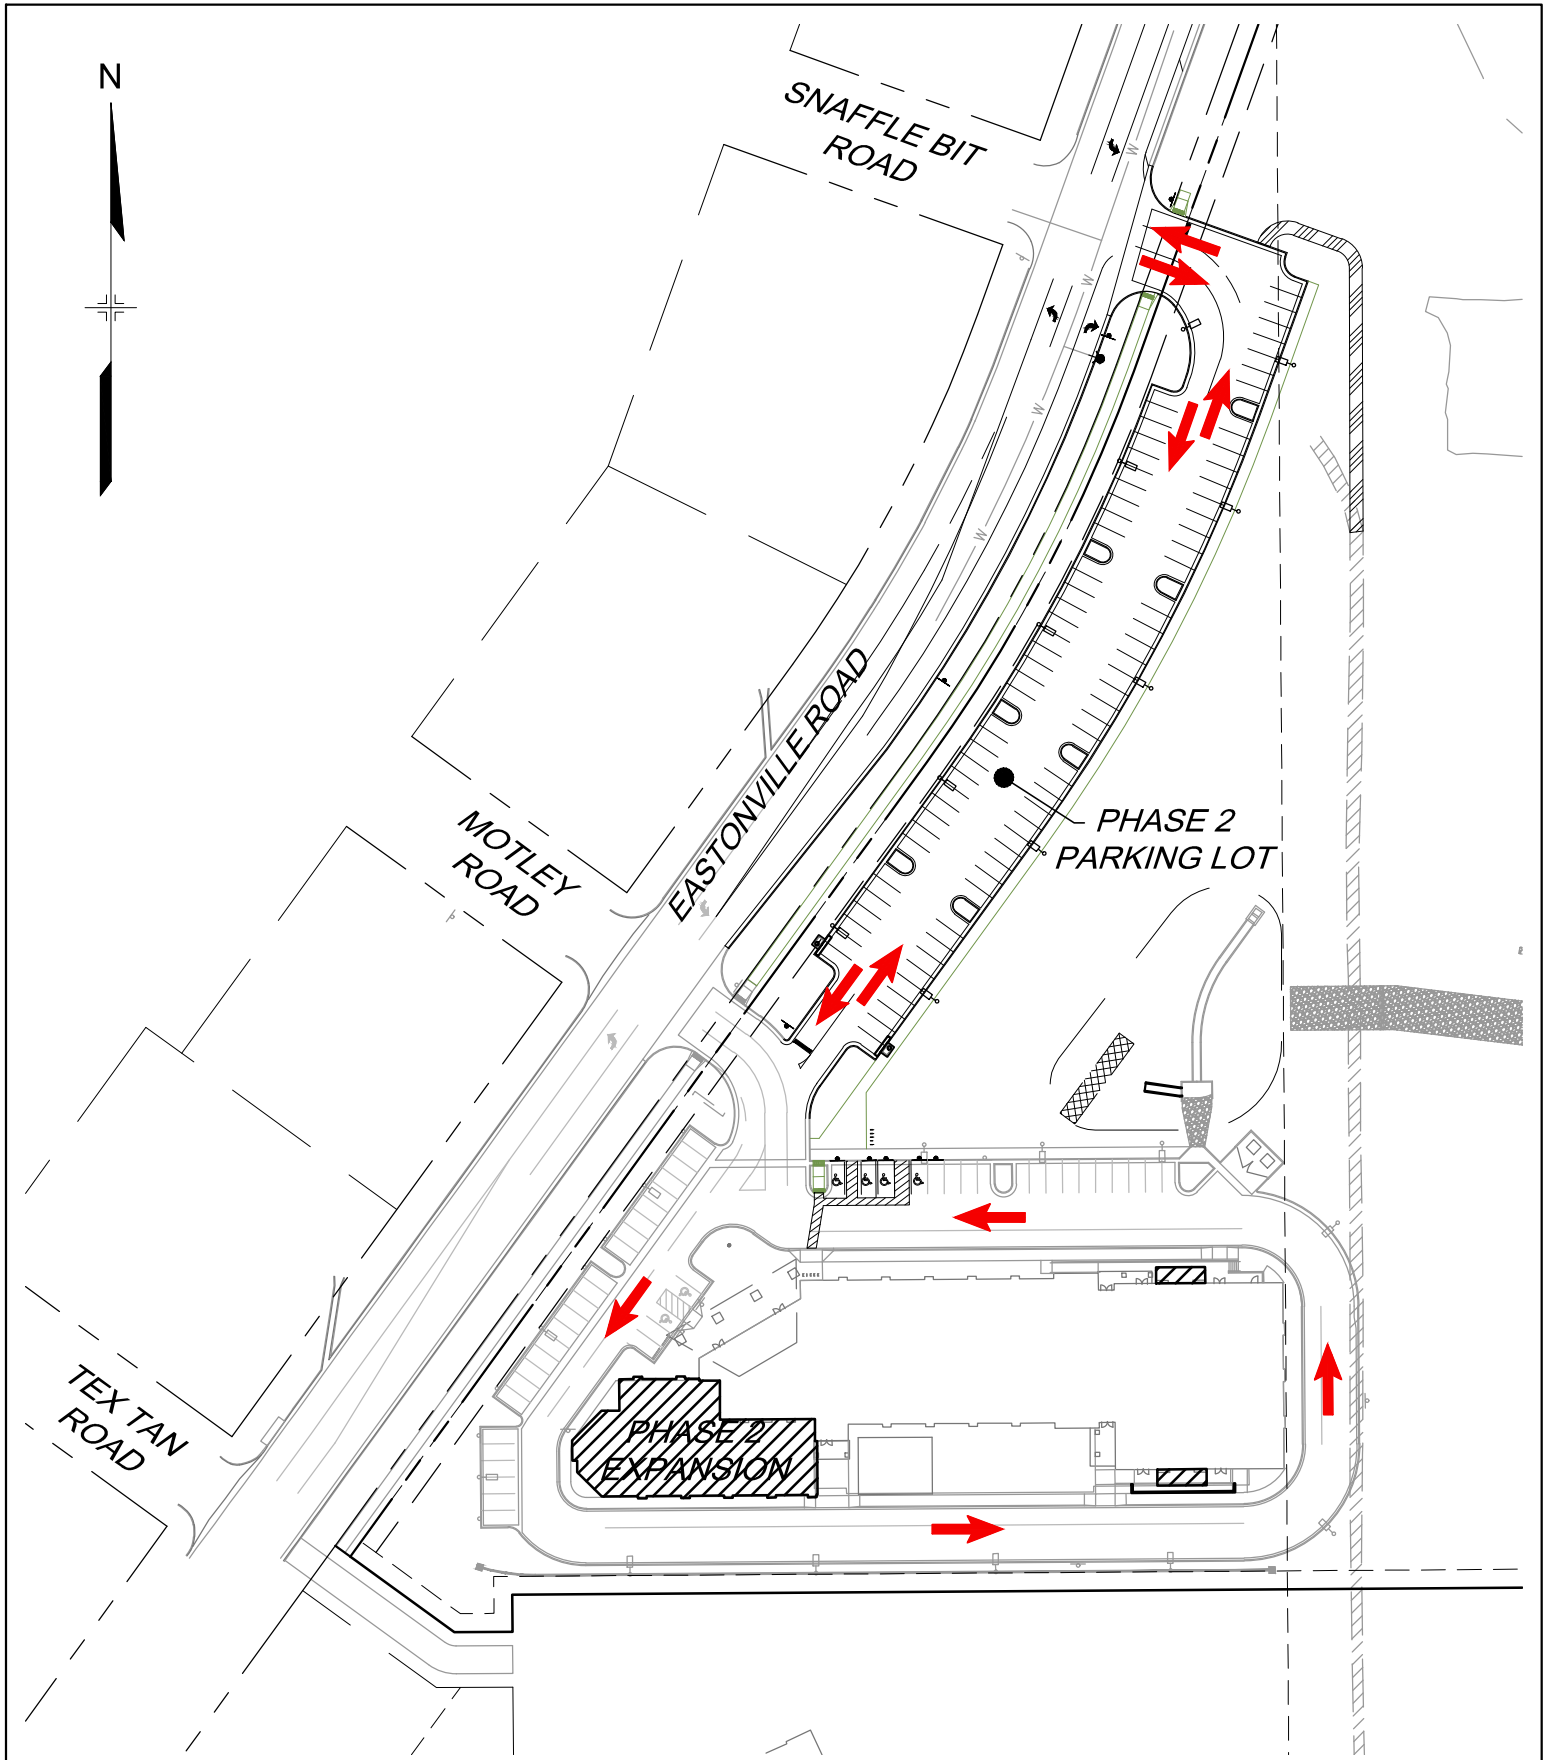 N
SNAFFLE BIT
ROAD
W
W
W
W
EASTONVILLE ROAD
MOTLEY
ROAD
PHASE 2
PARKING LOT
TEX TAN
ROAD
PHASE 2
EXPANSION